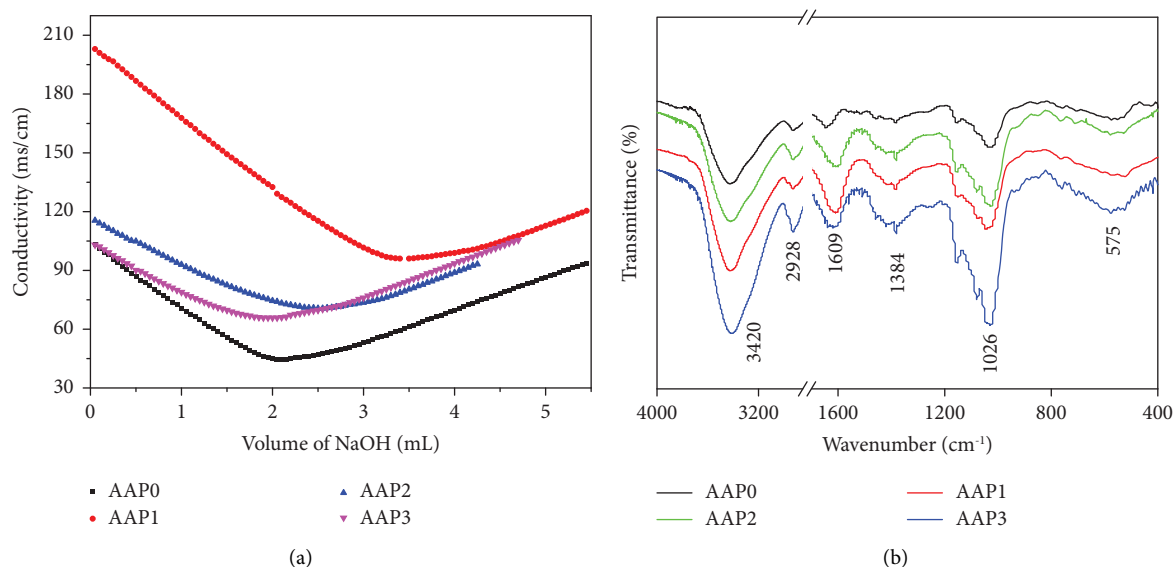 210
180
150
120
90
60
30
Conductivity (ms/cm)
0 1 2 3 4 5
Volume of NaOH (mL)
AAP0
AAP1
AAP2
AAP3
(a)
Transmittance (%)
3420
2928
1609
1384
1026
575
4000 3200 1600 1200 800 400
Wavenumber (cm⁻¹)
AAP0
AAP2
AAP1
AAP3
(b)